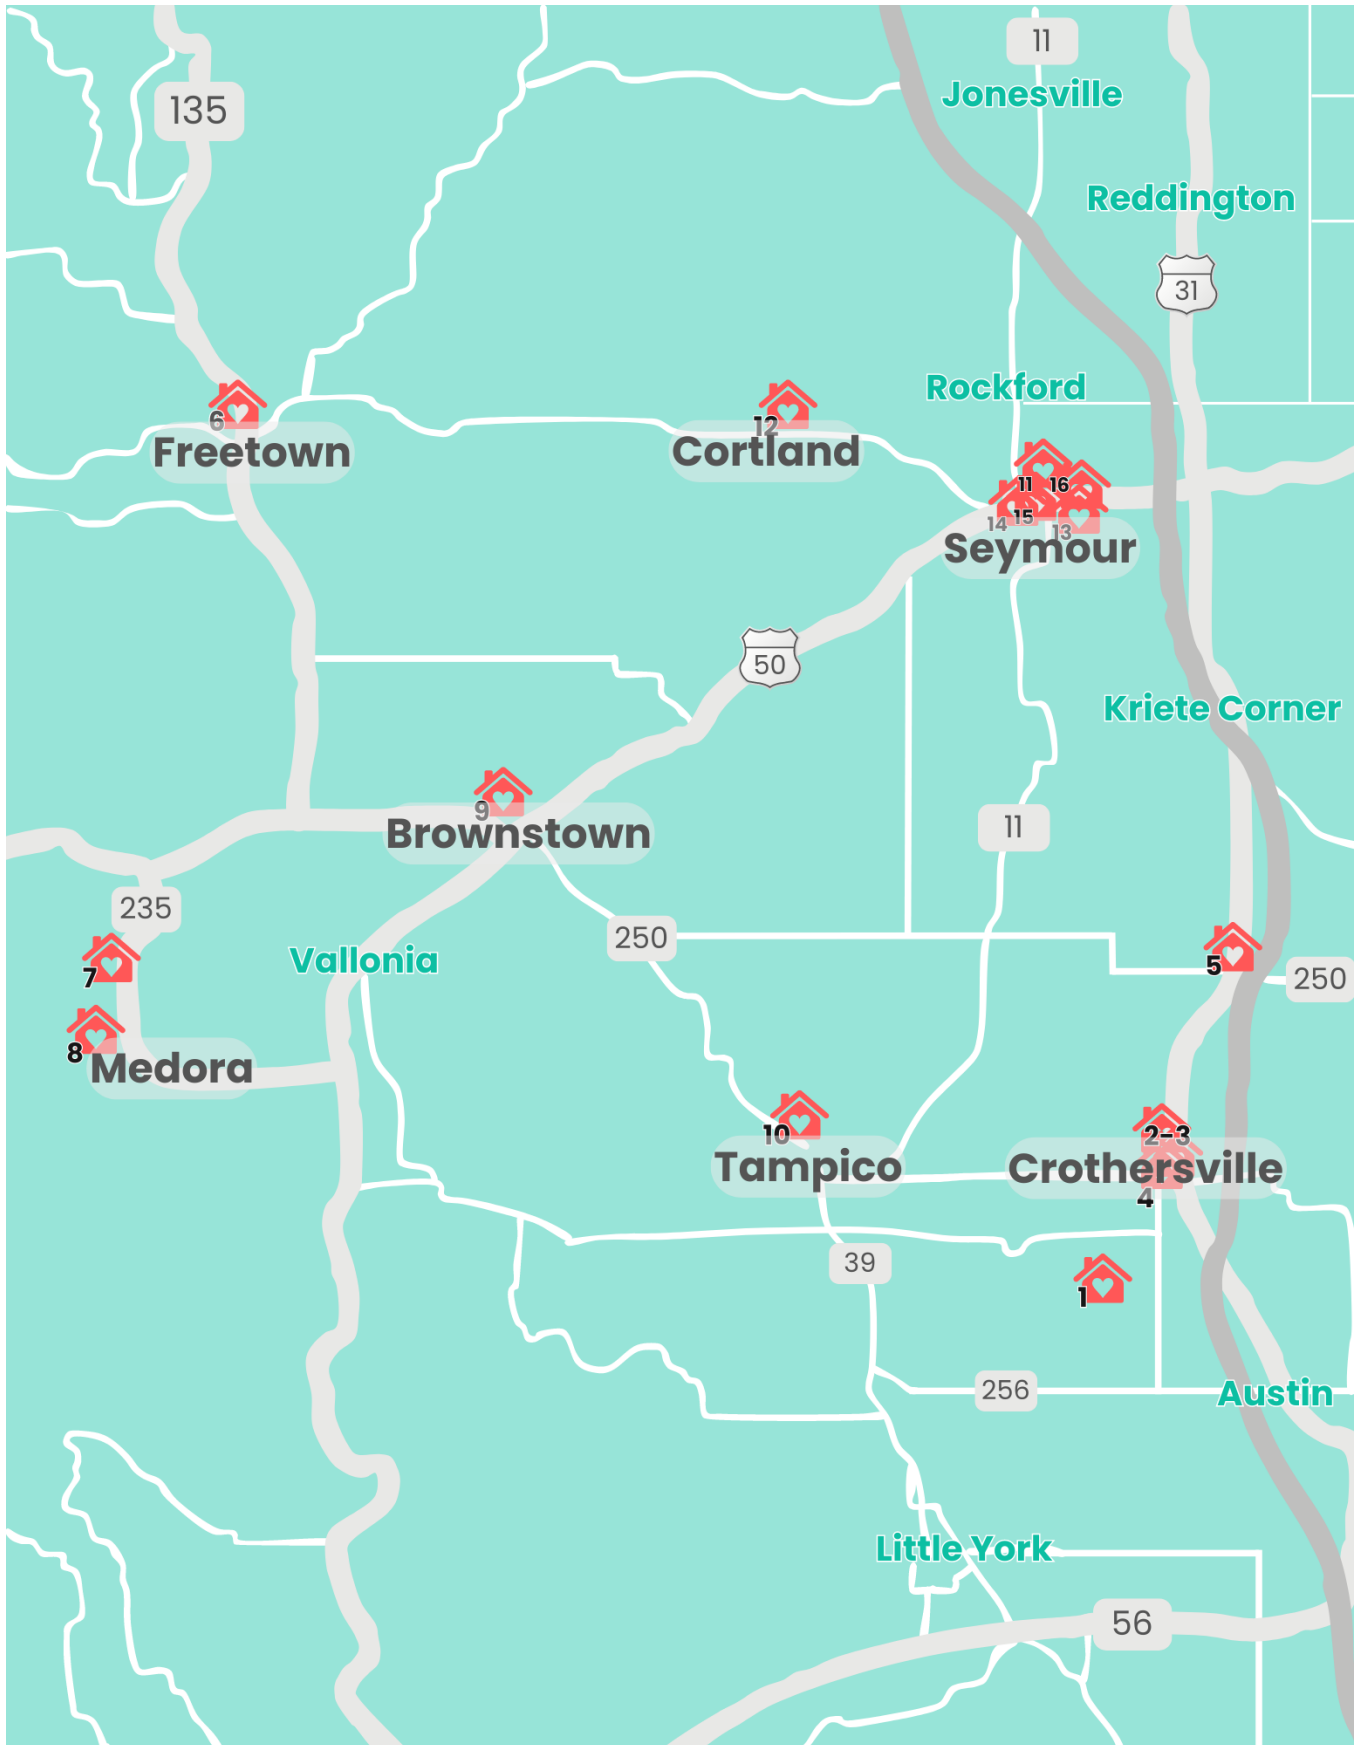 11
Jonesville
135
Reddington
31
Rockford
6
Freetown
12
Cortland
11
16
14
15
13
Seymour
50
Kriete Corner
9
Brownstown
11
235
250
Vallonia
7
5
250
8
Medora
10
Tampico
2-3
Crothersville
4
39
1
256
Austin
Little York
56